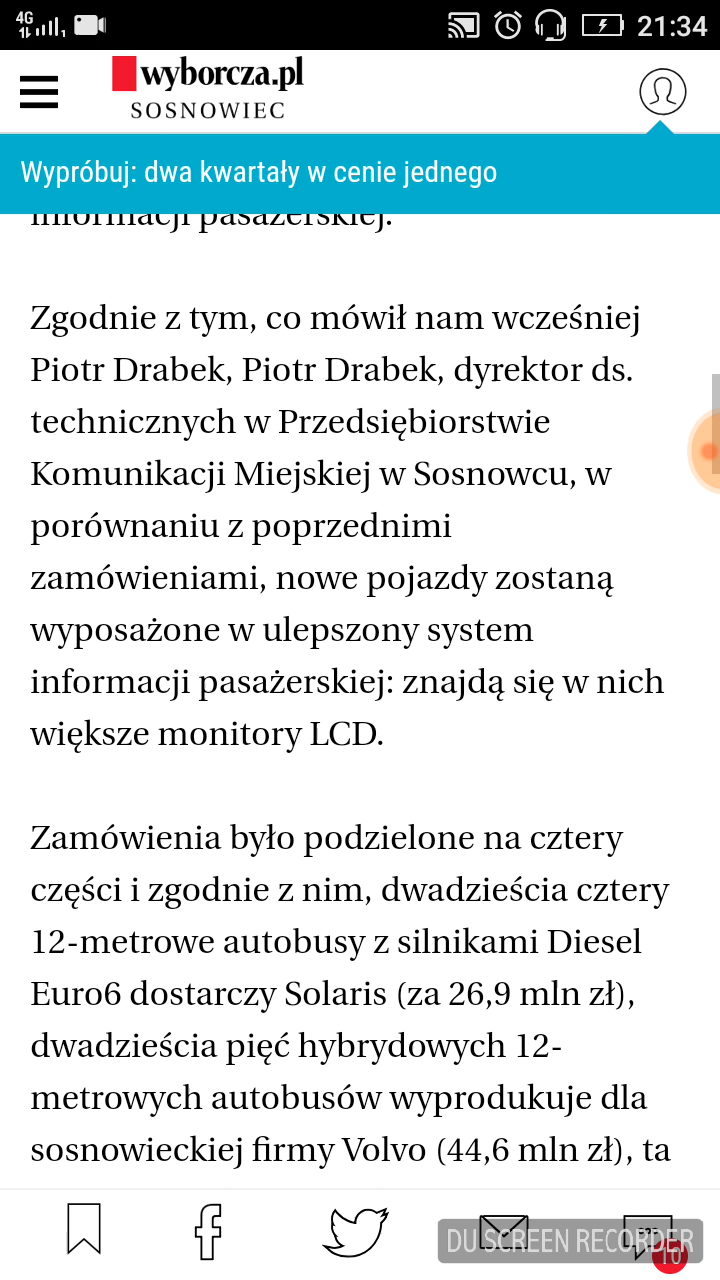 4G
21:34
wyborcza.pl
SOSNOWIEC
Wypróbuj: dwa kwartały w cenie jednego
informacji pasażerskiej.
Zgodnie z tym, co mówił nam wcześniej
Piotr Drabek, Piotr Drabek, dyrektor ds.
technicznych w Przedsiębiorstwie
Komunikacji Miejskiej w Sosnowcu, w
porównaniu z poprzednimi
zamówieniami, nowe pojazdy zostaną
wyposażone w ulepszony system
informacji pasażerskiej: znajdą się w nich
większe monitory LCD.
Zamówienia było podzielone na cztery
części i zgodnie z nim, dwadzieścia cztery
12-metrowe autobusy z silnikami Diesel
Euro6 dostarczy Solaris (za 26,9 mln zł),
dwadzieścia pięć hybrydowych 12-
metrowych autobusów wyprodukuje dla
sosnowieckiej firmy Volvo (44,6 mln zł), ta
DU SCREEN RECORDER
10